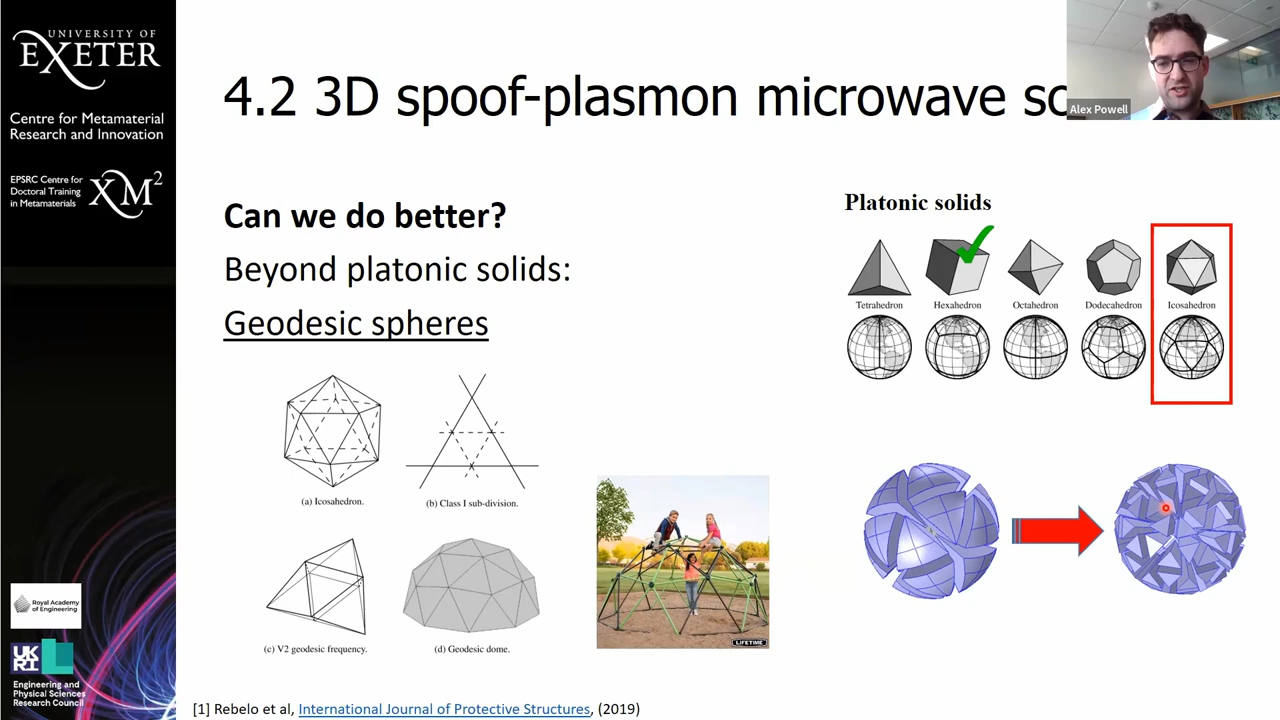 UNIVERSITY OF
EXETER
Centre for Metamaterial
Research and Innovation
EPSRC Centre for
Doctoral Training
in Metamaterials
XM²
4.2 3D spoof-plasmon microwave sc
Alex Powell
Can we do better?
Beyond platonic solids:
Geodesic spheres
Platonic solids
Tetrahedron
Hexahedron
Octahedron
Dodecahedron
Icosahedron
(a) Icosahedron.
(b) Class I sub-division.
(c) V2 geodesic frequency.
(d) Geodesic dome.
LIFETIME
Royal Academy
of Engineering
UK
RI
Engineering and
Physical Sciences
Research Council
[1] Rebelo et al, International Journal of Protective Structures, (2019)